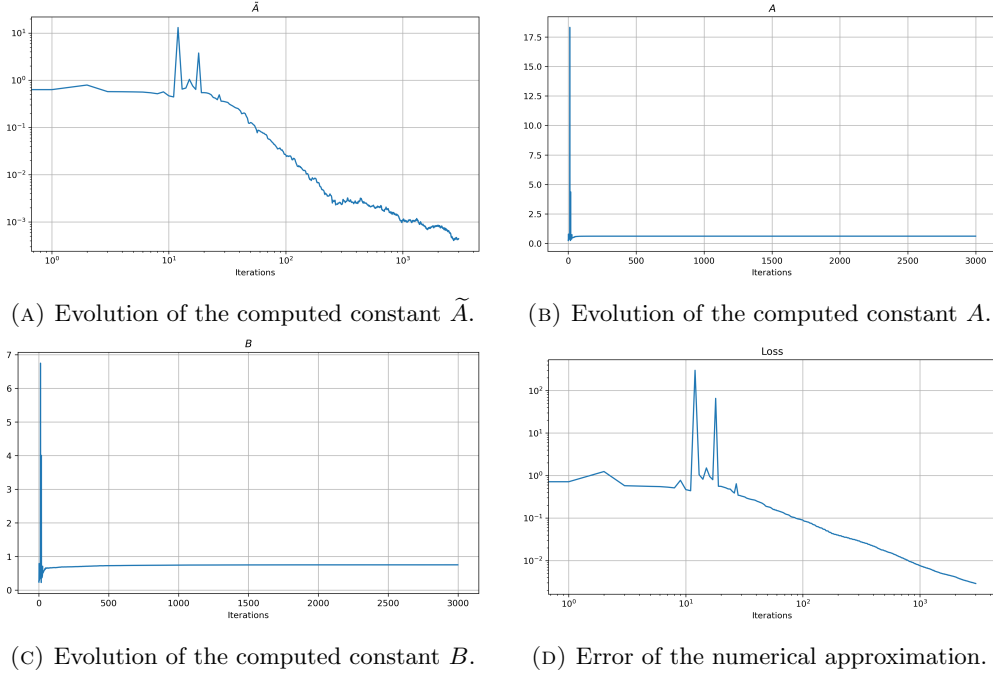 Ã
10¹
10⁰
10⁻¹
10⁻²
10⁻³
10⁰ 10¹ 10² 10³
Iterations
(A) Evolution of the computed constant Ã.
A
17.5
15.0
12.5
10.0
7.5
5.0
2.5
0.0
0 500 1000 1500 2000 2500 3000
Iterations
(B) Evolution of the computed constant A.
B
7
6
5
4
3
2
1
0
0 500 1000 1500 2000 2500 3000
Iterations
(C) Evolution of the computed constant B.
Loss
10²
10¹
10⁰
10⁻¹
10⁻²
10⁰ 10¹ 10² 10³
Iterations
(D) Error of the numerical approximation.